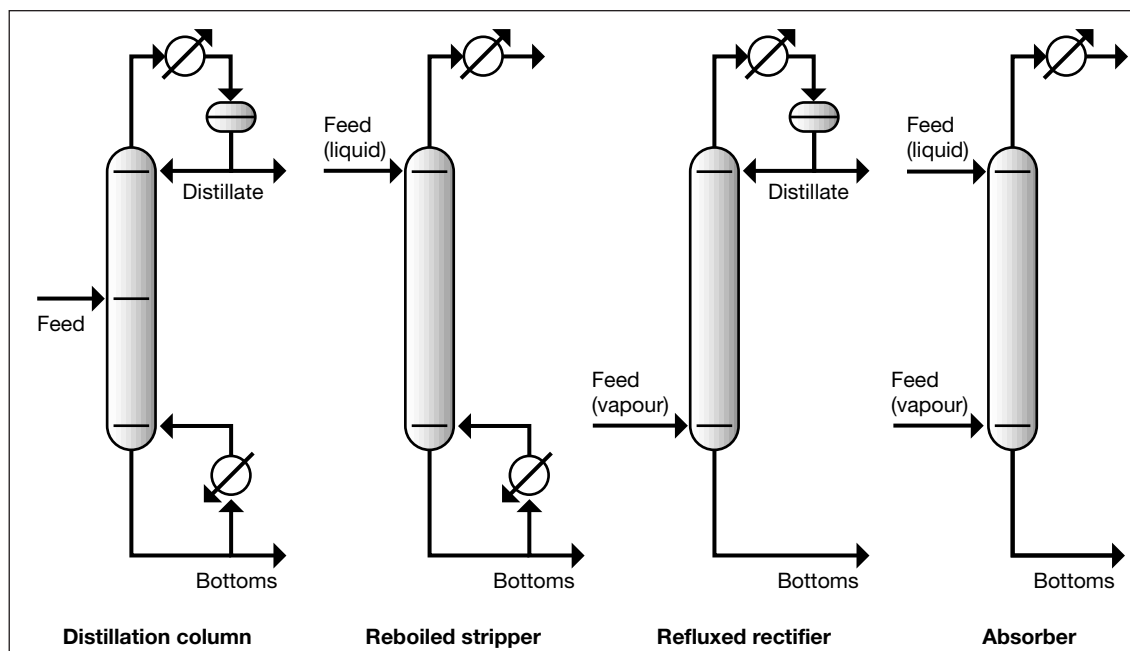 Feed
(liquid)
Feed
(liquid)
Distillate
Distillate
Feed
Feed
(vapour)
Feed
(vapour)
Bottoms
Bottoms
Bottoms
Bottoms
Distillation column
Reboiled stripper
Refluxed rectifier
Absorber